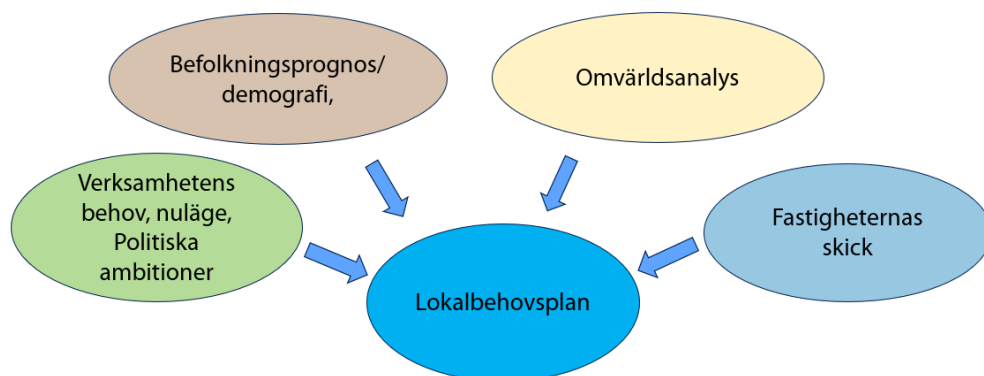 Befolkningsprognos/
demografi,
Omvärldsanalys
Verksamhetens
behov, nuläge,
Politiska
ambitioner
Fastigheternas
skick
Lokalbehovsplan